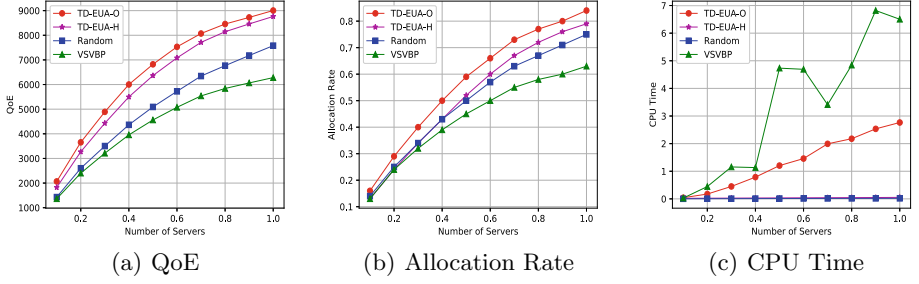 9000
8000
7000
6000
5000
4000
3000
2000
1000
QoE
TD-EUA-O
TD-EUA-H
Random
VSVBP
0.2 0.4 0.6 0.8 1.0
Number of Servers
(a) QoE
0.8
0.7
0.6
0.5
0.4
0.3
0.2
0,1
Allocation Rate
TD-EUA-O
TD-EUA-H
Random
VSVBP
0.2 0.4 0.6 0.8 1.0
Number of Servers
(b) Allocation Rate
7
6
5
4
3
2
1
0
CPU Time
TD-EUA-O
TD-EUA-H
Random
VSVBP
0.2 0.4 0.6 0.8 1.0
Number of Servers
(c) CPU Time